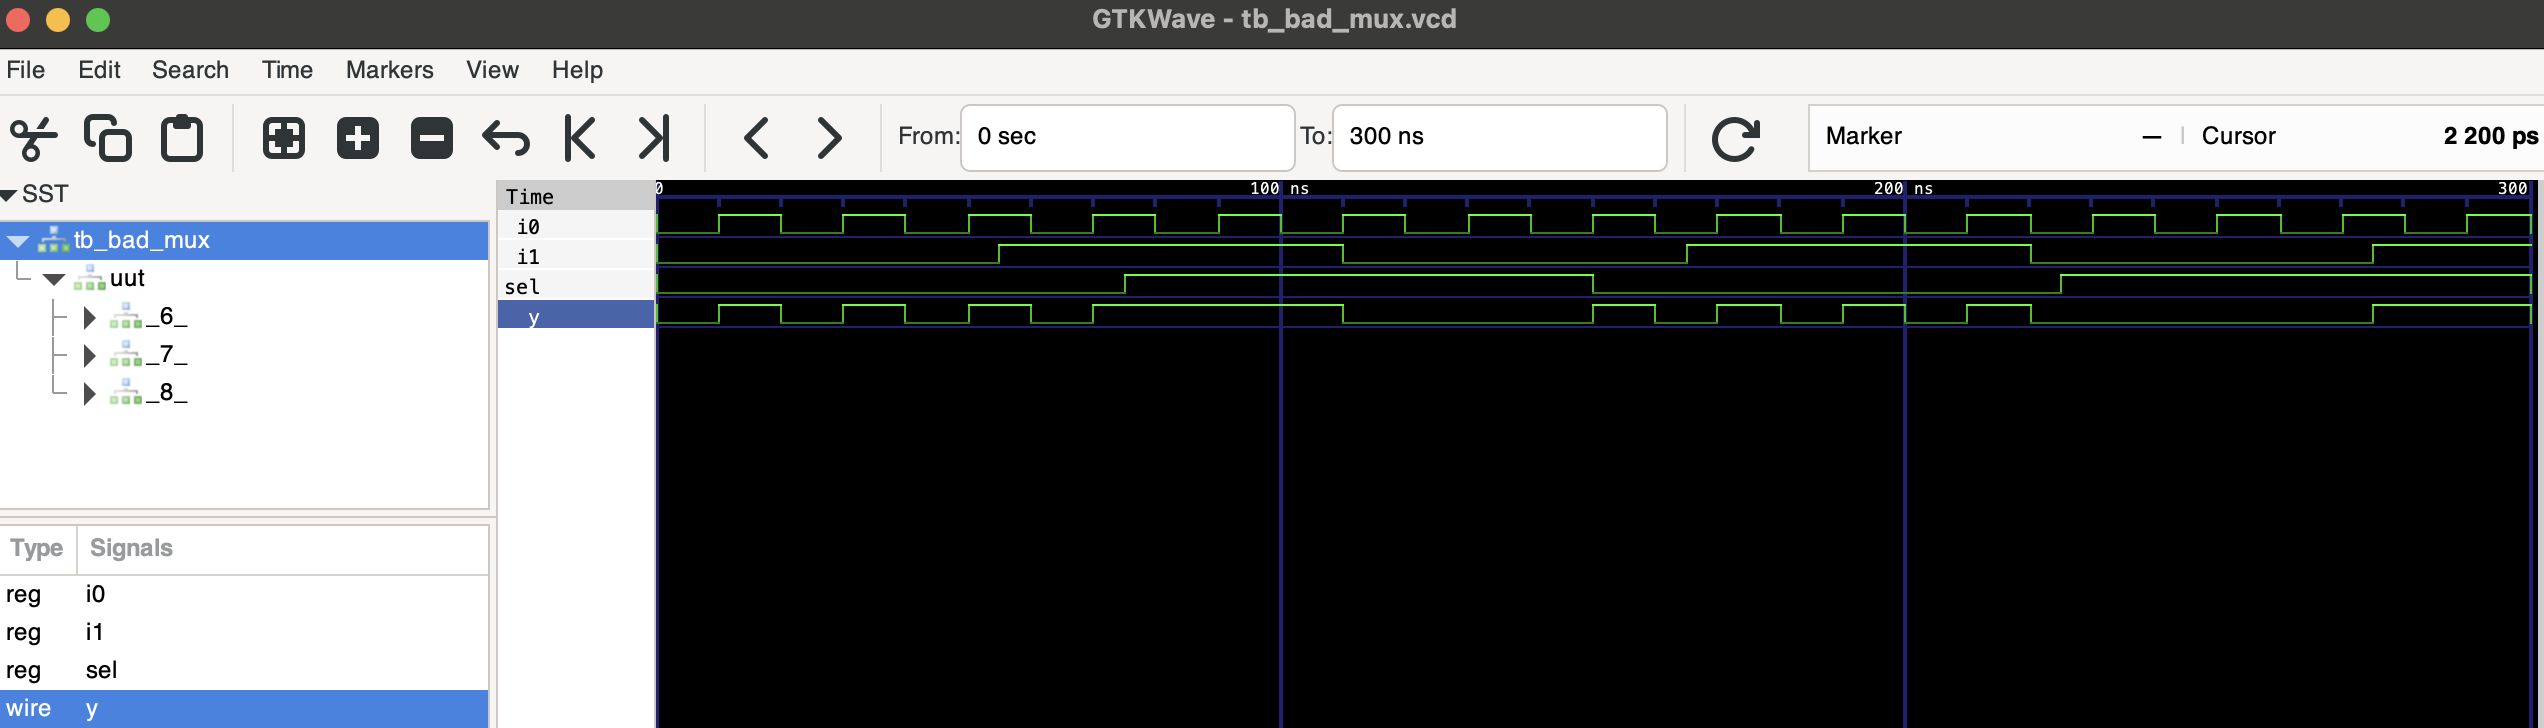 GTKWave - tb_bad_mux.vcd
File Edit Search Time Markers View Help
From: 0 sec To: 300 ns Marker — | Cursor 2 200 ps
SST
tb_bad_mux
uut
_6_
_7_
_8_
Type Signals
reg i0
reg i1
reg sel
wire y
Time
i0
i1
sel
y
0 100 ns 200 ns 300